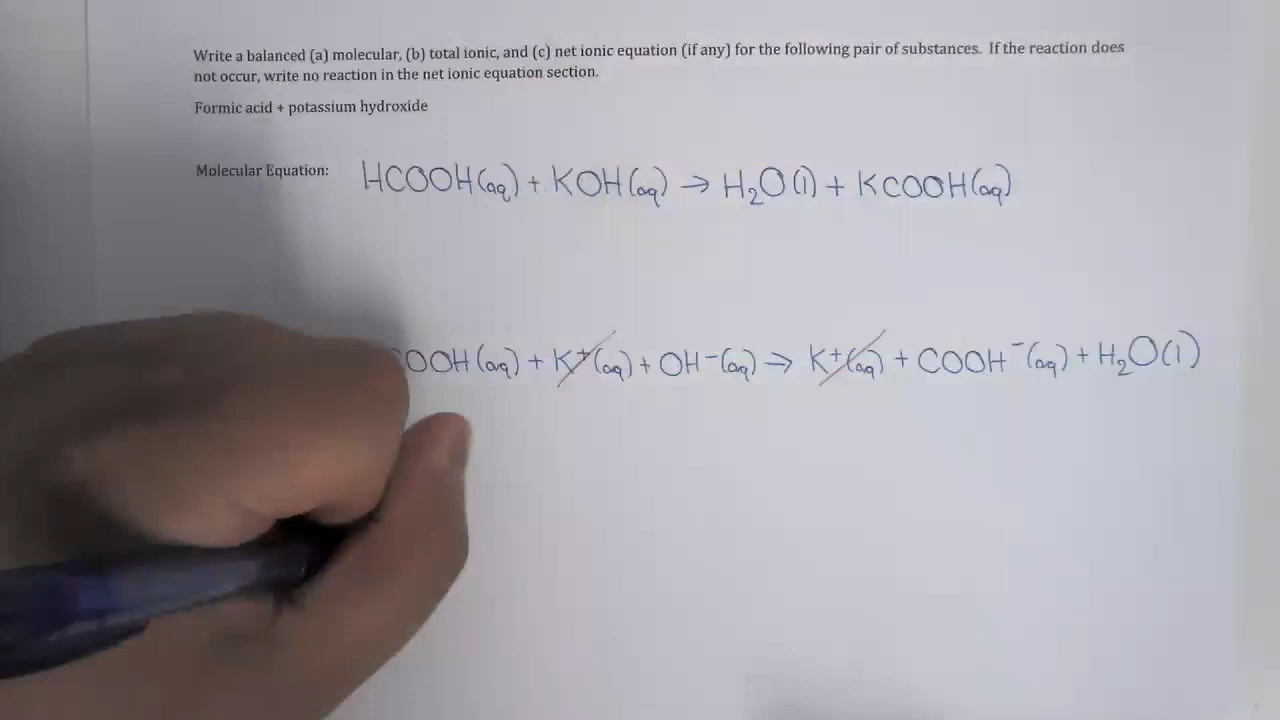 Write a balanced (a) molecular, (b) total ionic, and (c) net ionic equation (if any) for the following pair of substances. If the reaction does
not occur, write no reaction in the net ionic equation section.
Formic acid + potassium hydroxide
Molecular Equation: HCOOH(aq) + KOH(aq) → H₂O(l) + KCOOH(aq)
COOH(aq) + K⁺(aq) + OH⁻(aq) → K⁺(aq) + COOH⁻(aq) + H₂O(l)